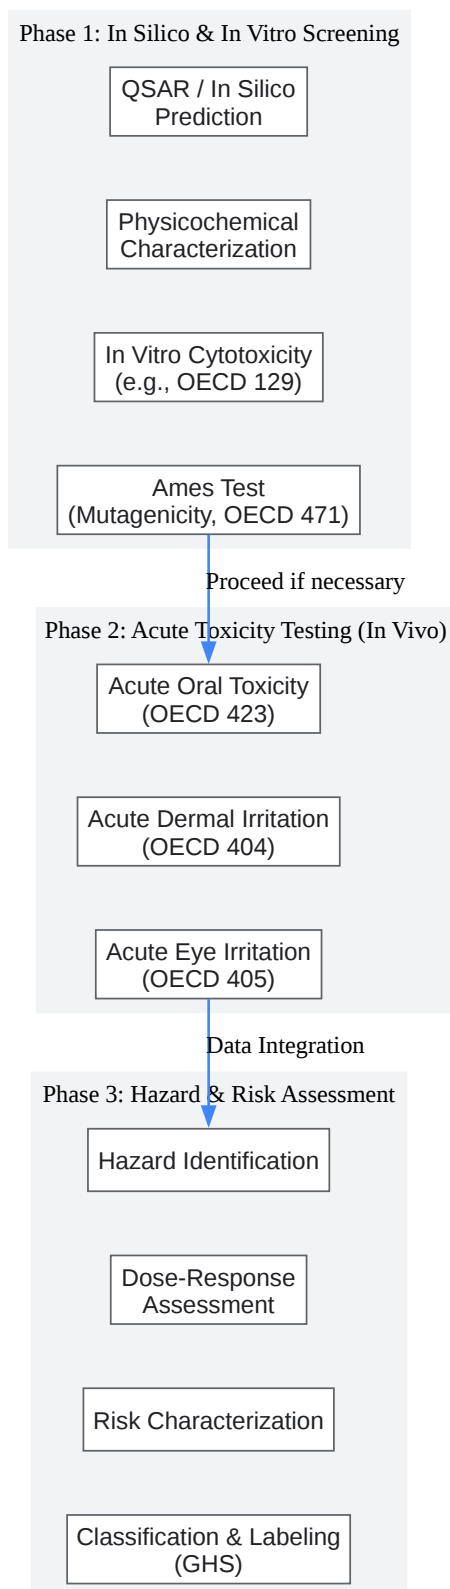 Phase 1: In Silico & In Vitro Screening
QSAR / In Silico
Prediction
Physicochemical
Characterization
In Vitro Cytotoxicity
(e.g., OECD 129)
Ames Test
(Mutagenicity, OECD 471)
Proceed if necessary
Phase 2: Acute Toxicity Testing (In Vivo)
Acute Oral Toxicity
(OECD 423)
Acute Dermal Irritation
(OECD 404)
Acute Eye Irritation
(OECD 405)
Data Integration
Phase 3: Hazard & Risk Assessment
Hazard Identification
Dose-Response
Assessment
Risk Characterization
Classification & Labeling
(GHS)